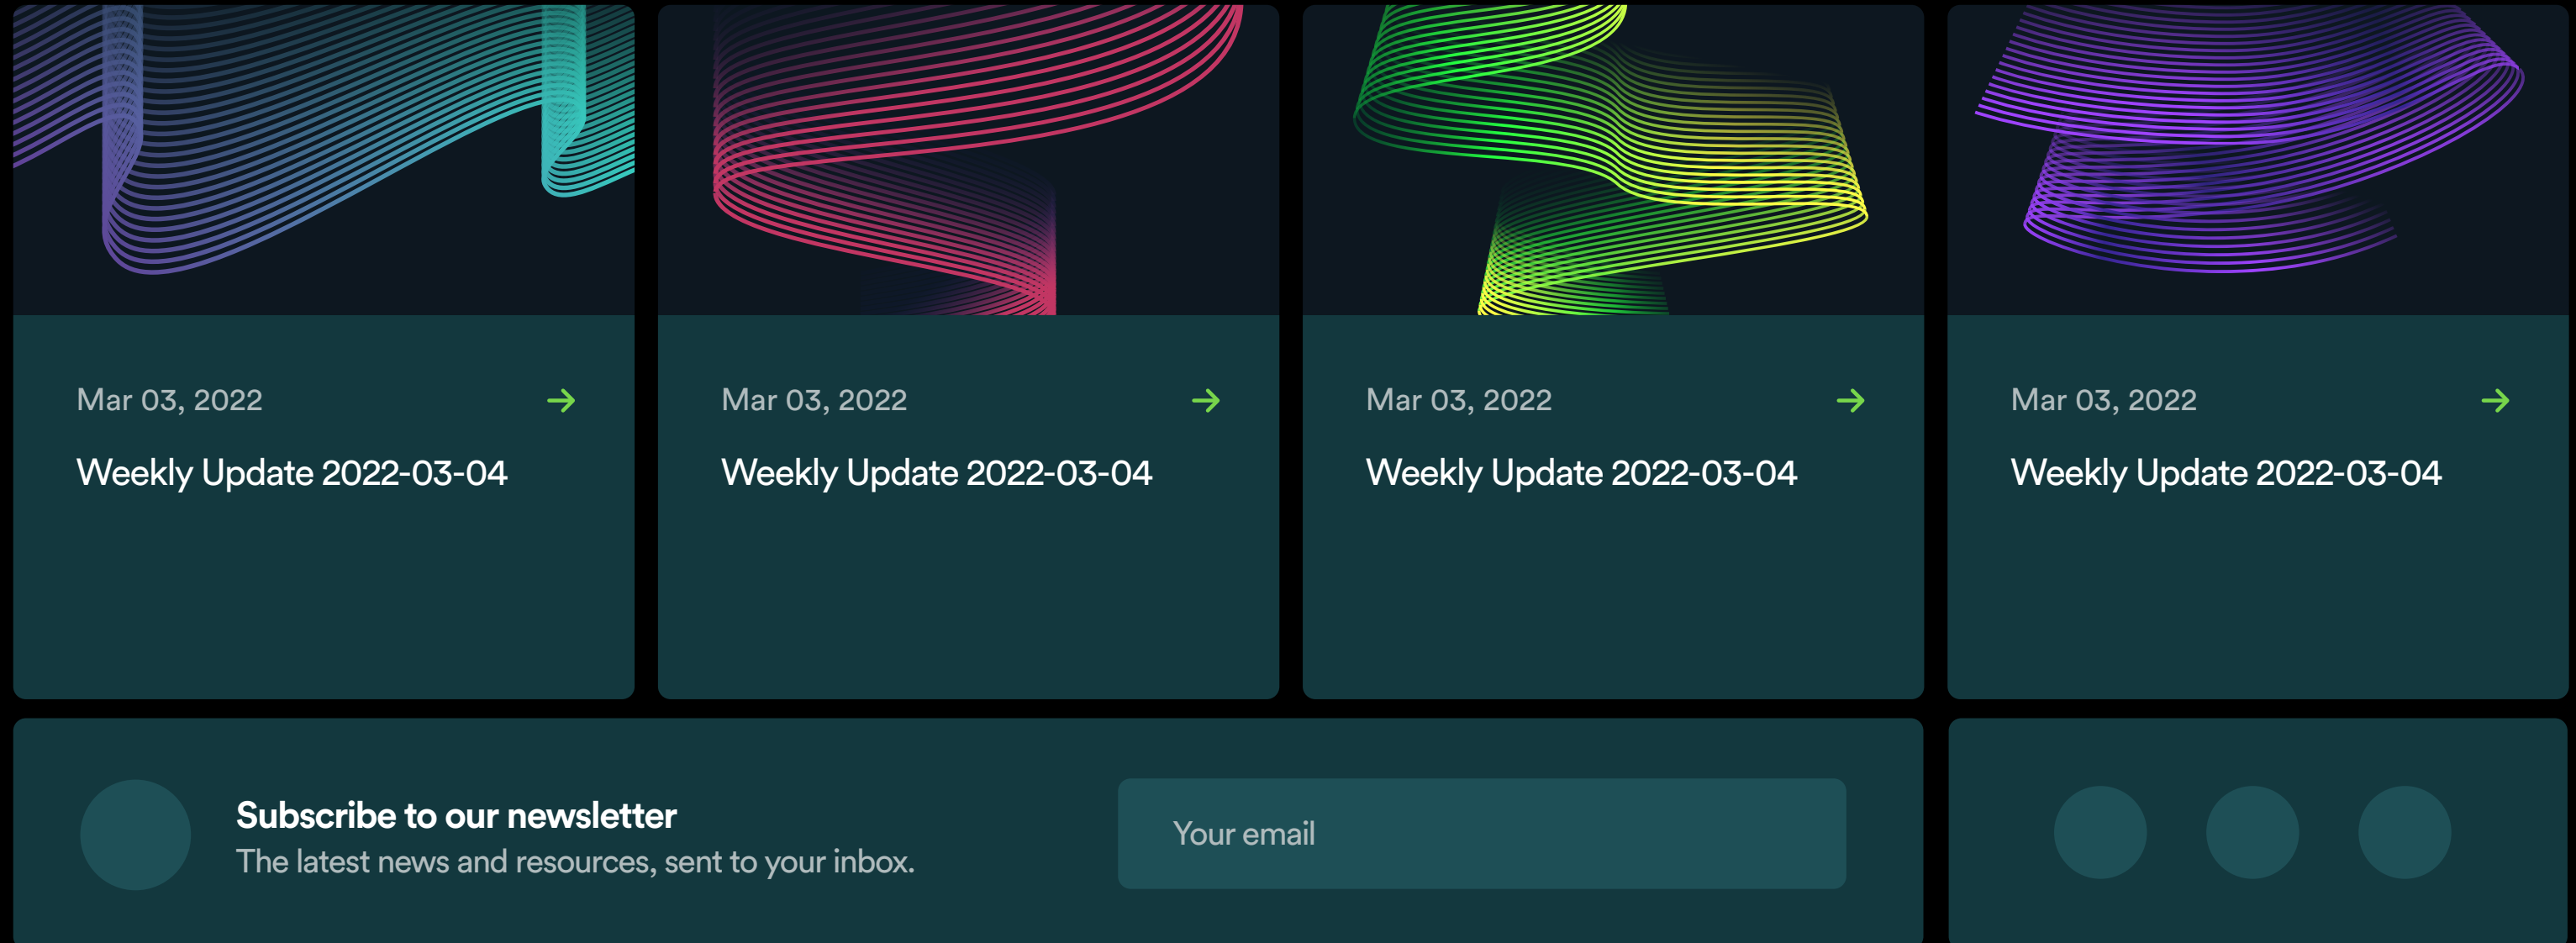 Mar 03, 2022
Weekly Update 2022-03-04
Mar 03, 2022
Weekly Update 2022-03-04
Mar 03, 2022
Weekly Update 2022-03-04
Mar 03, 2022
Weekly Update 2022-03-04
Subscribe to our newsletter
The latest news and resources, sent to your inbox.
Your email